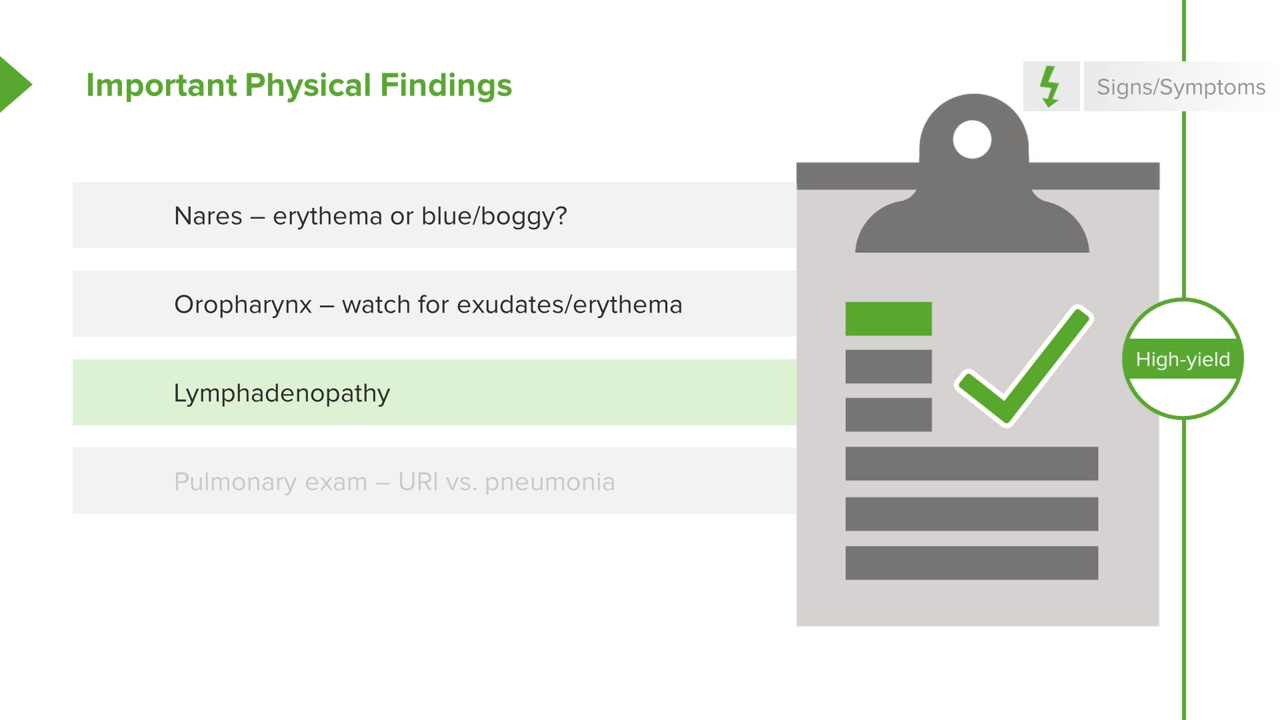 Important Physical Findings
Signs/Symptoms
Nares – erythema or blue/boggy?
Oropharynx – watch for exudates/erythema
Lymphadenopathy
High-yield
Pulmonary exam – URI vs. pneumonia